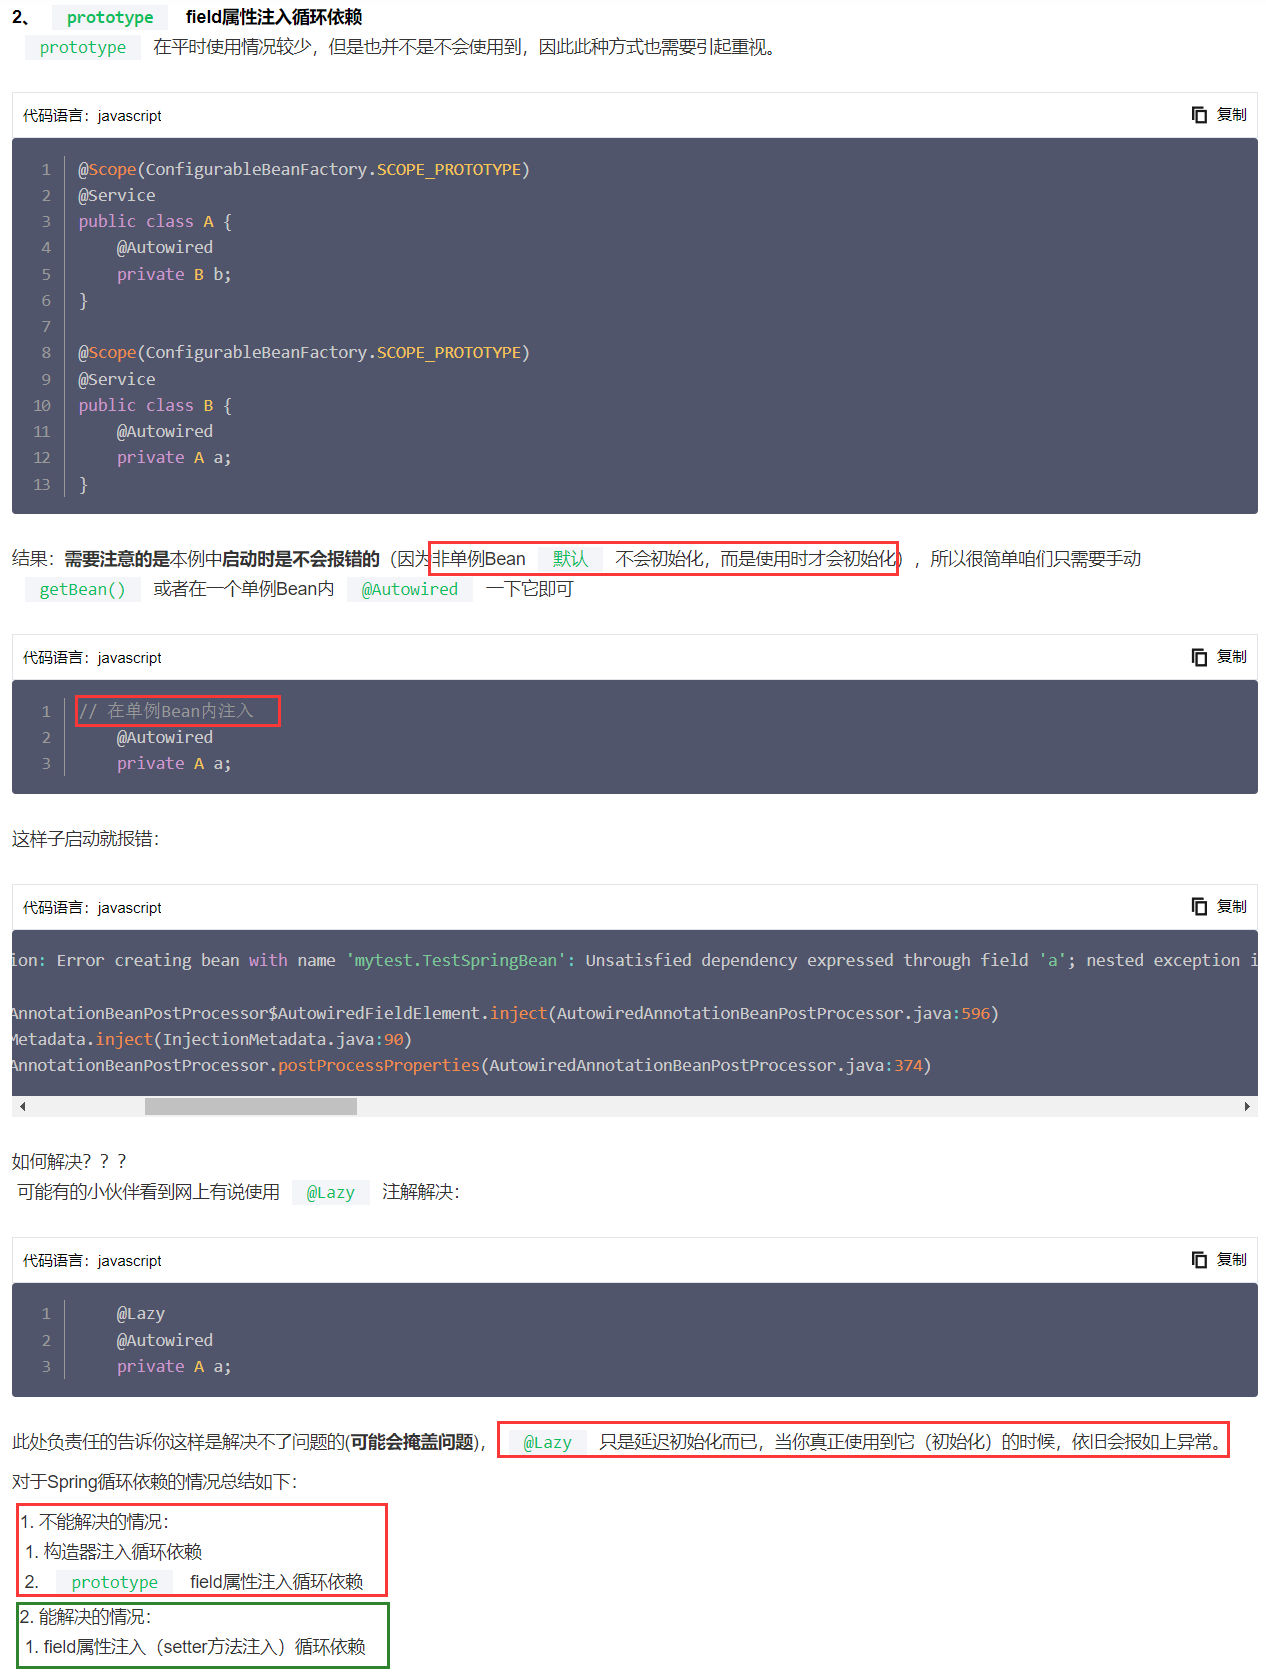 2、 prototype field属性注入循环依赖
prototype 在平时使用情况较少，但是也并不是不会使用到，因此此种方式也需要引起重视。
代码语言：javascript 复制
1 @Scope(ConfigurableBeanFactory.SCOPE_PROTOTYPE)
2 @Service
3 public class A {
4 @Autowired
5 private B b;
6 }
7
8 @Scope(ConfigurableBeanFactory.SCOPE_PROTOTYPE)
9 @Service
10 public class B {
11 @Autowired
12 private A a;
13 }
结果：需要注意的是本例中启动时是不会报错的（因为非单例Bean 默认 不会初始化，而是使用时才会初始化），所以很简单咱们只需要手动
getBean() 或者在一个单例Bean内 @Autowired 一下它即可
代码语言：javascript 复制
1 // 在单例Bean内注入
2 @Autowired
3 private A a;
这样子启动就报错：
代码语言：javascript 复制
ion: Error creating bean with name 'mytest.TestSpringBean': Unsatisfied dependency expressed through field 'a'; nested exception i
AnnotationBeanPostProcessor$AutowiredFieldElement.inject(AutowiredAnnotationBeanPostProcessor.java:596)
Metadata.inject(InjectionMetadata.java:90)
AnnotationBeanPostProcessor.postProcessProperties(AutowiredAnnotationBeanPostProcessor.java:374)
如何解决？？？
可能有的小伙伴看到网上有说使用 @Lazy 注解解决：
代码语言：javascript 复制
1 @Lazy
2 @Autowired
3 private A a;
此处负责任的告诉你这样是解决不了问题的(可能会掩盖问题)， @Lazy 只是延迟初始化而已，当你真正使用到它（初始化）的时候，依旧会报如上异常。
对于Spring循环依赖的情况总结如下：
1. 不能解决的情况：
1. 构造器注入循环依赖
2. prototype field属性注入循环依赖
2. 能解决的情况：
1. field属性注入（setter方法注入）循环依赖